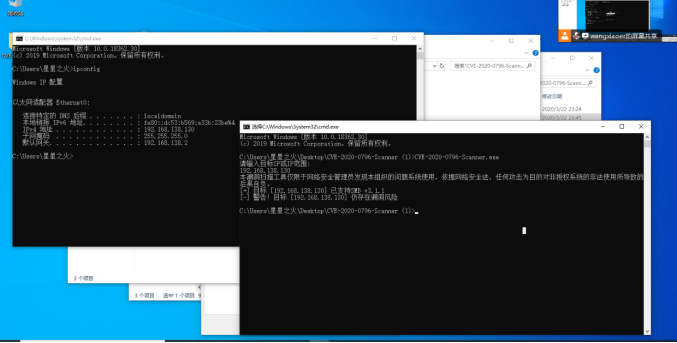 C:\Windows\system32\cmd.exe
Microsoft Windows [版本 10.0.18362.30]
(c) 2019 Microsoft Corporation。保留所有权利。
C:\Users\星星之火>ipconfig
Windows IP 配置
以太网适配器 Ethernet0:
连接特定的 DNS 后缀 . . . . . . . : localdomain
本地链接 IPv6 地址. . . . . . . . : fe80::dc53:b569:a33b:23be%4
IPv4 地址 . . . . . . . . . . . . : 192.168.138.130
子网掩码 . . . . . . . . . . . . : 255.255.255.0
默认网关. . . . . . . . . . . . . : 192.168.138.2
C:\Users\星星之火>
3 个项目
3 个项目 选中 1 个项目
wangxiaoer的屏幕共享
搜索"CVE-2020-0796-Scann...
-2020-0796-Scann...
修改日期
2020/3/22 23:24
2020/3/22 23:45
选择C:\Windows\System32\cmd.exe
Microsoft Windows [版本 10.0.18362.30]
(c) 2019 Microsoft Corporation。保留所有权利。
C:\Users\星星之火\Desktop\CVE-2020-0796-Scanner (1)>CVE-2020-0796-Scanner.exe
请输入目标IP或IP范围:
192.168.138.130
本漏洞扫描工具仅限于网络安全管理员发现本组织的问题系统使用，依据网络安全法，任何攻击为目的对非授权系统的非法使用所导致的
后果自负。
[+] 目标 [192.168.138.130] 已支持SMB v3.1.1
[-] 警告! 目标 [192.168.138.130] 仍存在漏洞风险
C:\Users\星星之火\Desktop\CVE-2020-0796-Scanner (1)>